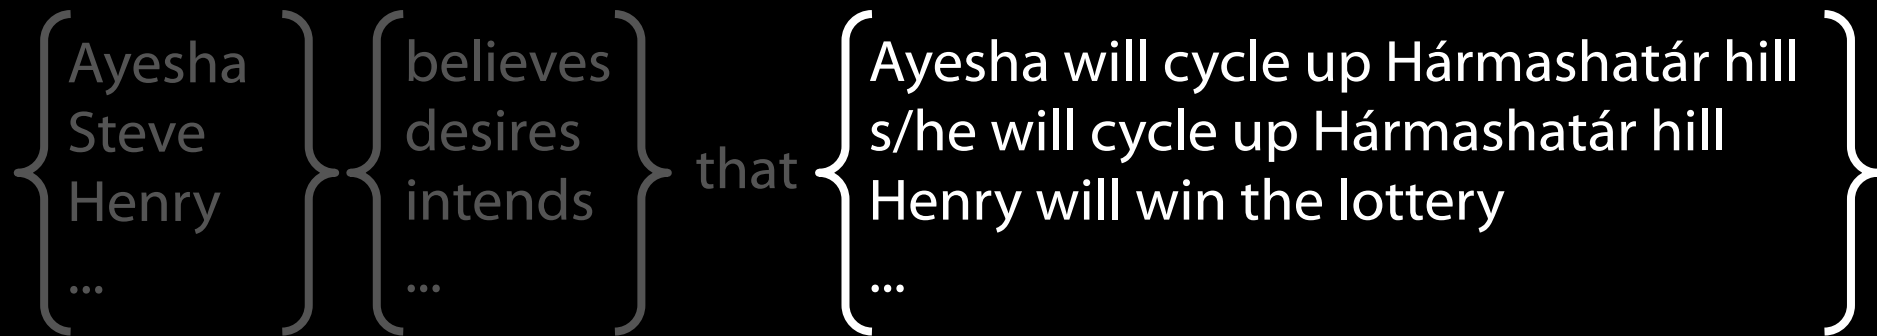 Ayesha
Steve
Henry
...
believes
desires
intends
...
that
Ayesha will cycle up Hármashatár hill
s/he will cycle up Hármashatár hill
Henry will win the lottery
...